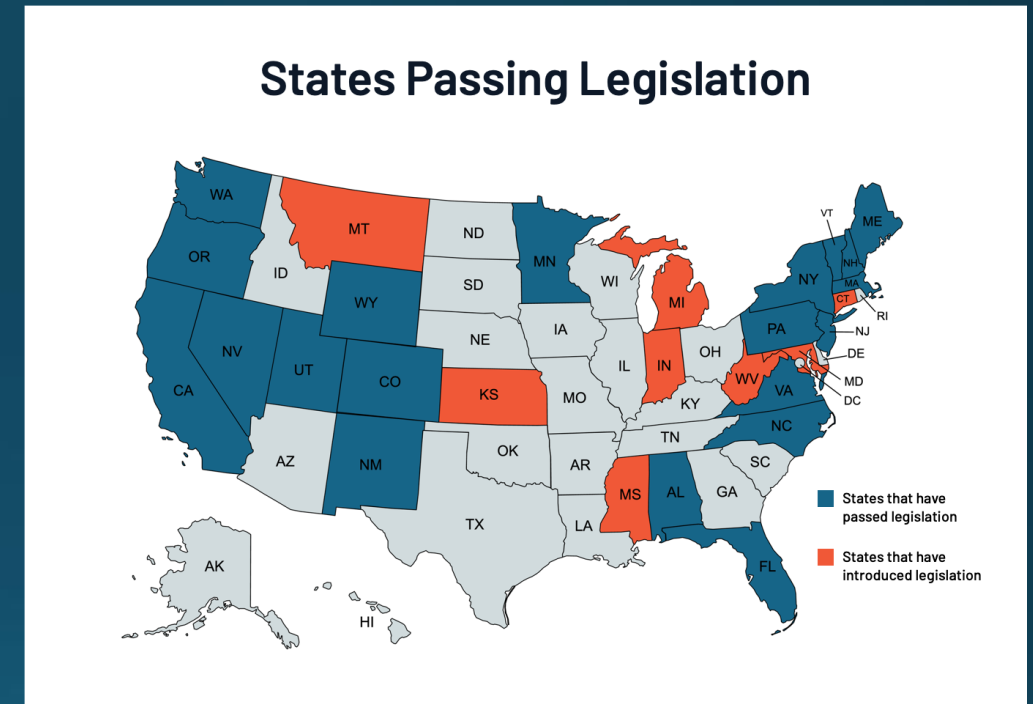 States Passing Legislation
WA
MT
ND
MN
VT
ME
OR
ID
SD
WI
NH
NY
MA
WY
MI
CT
RI
NE
IA
PA
NJ
NV
UT
CO
IL
IN
OH
DE
CA
KS
MO
WV
VA
MD
KY
DC
NC
AZ
NM
OK
AR
TN
SC
MS
AL
GA
States that have
passed legislation
TX
LA
AK
FL
States that have
introduced legislation
HI